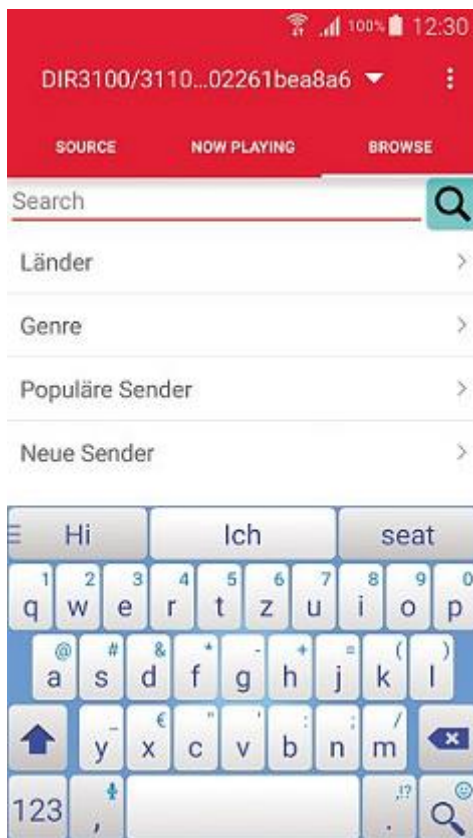 100% 12:30
DIR3100/3110...02261bea8a6
SOURCE NOW PLAYING BROWSE
Search
Länder
Genre
Populäre Sender
Neue Sender
Hi Ich seat
1 2 3 4 5 6 7 8 9 0
q w e r t z u i o p
@ # & * - + = ( )
a s d f g h j k l
_ € " ' : ; /
y x c v b n m
123 , ,!? .